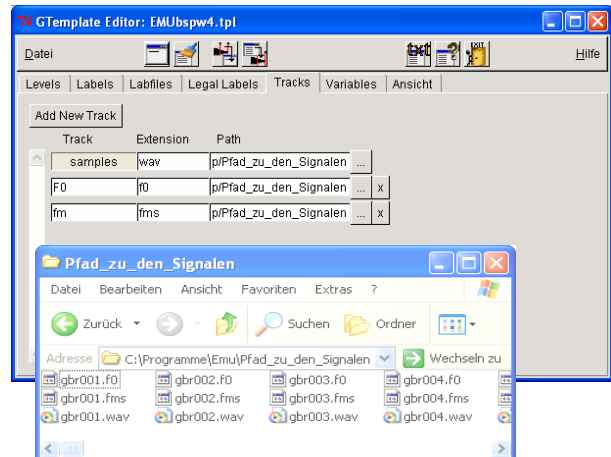 GTemplate Editor: EMUbspw4.tpl
Datei Hilfe
Levels Labels Labfiles Legal Labels Tracks Variables Ansicht
Add New Track
Track Extension Path
samples wav p/Pfad_zu_den_Signalen ...
F0 f0 p/Pfad_zu_den_Signalen ... x
fm fms p/Pfad_zu_den_Signalen ... x
Pfad_zu_den_Signalen
Datei Bearbeiten Ansicht Favoriten Extras ?
Zurück Suchen Ordner
Adresse C:\Programme\Emu\Pfad_zu_den_Signalen Wechseln zu
gbr001.f0 gbr002.f0 gbr003.f0 gbr004.f0
gbr001.fms gbr002.fms gbr003.fms gbr004.fms
gbr001.wav gbr002.wav gbr003.wav gbr004.wav